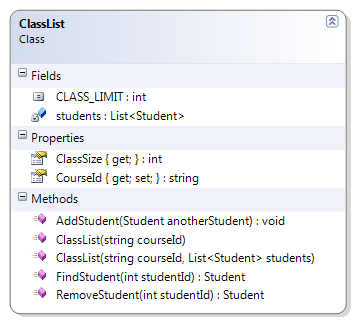 ClassList
Class
Fields
CLASS_LIMIT : int
students : List<Student>
Properties
ClassSize { get; } : int
CourseId { get; set; } : string
Methods
AddStudent(Student anotherStudent) : void
ClassList(string courseId)
ClassList(string courseId, List<Student> students)
FindStudent(int studentId) : Student
RemoveStudent(int studentId) : Student